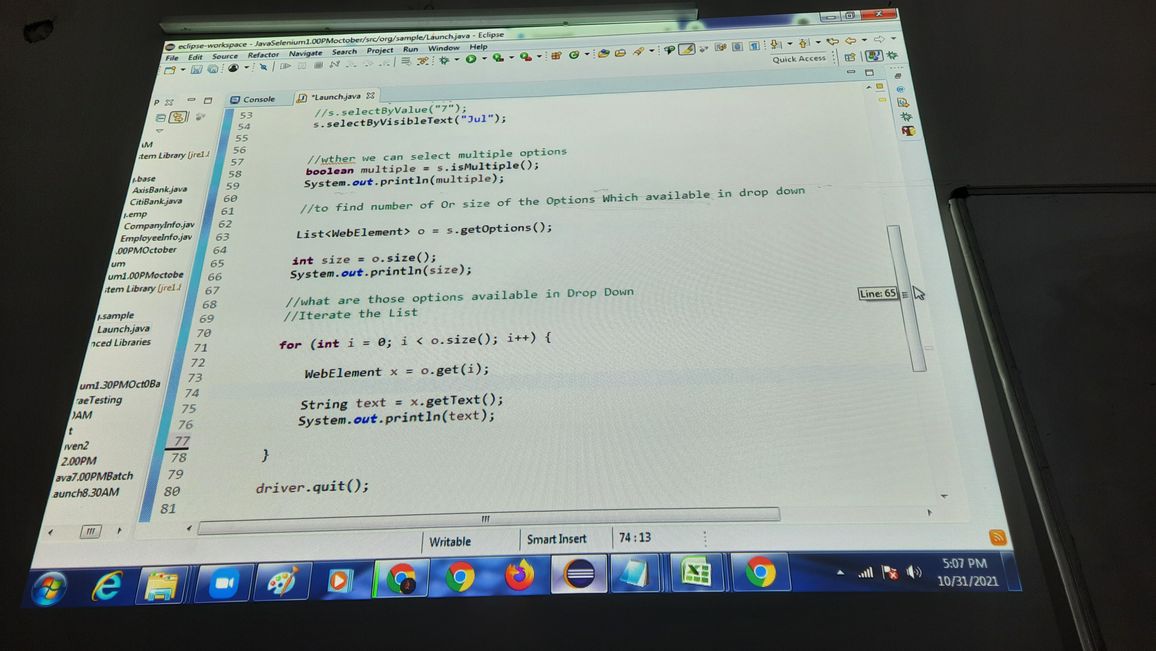 eclipse-workspace - JavaSelenium1.00PMoctober/src/org/sample/Launch.java - Eclipse
File Edit Source Refactor Navigate Search Project Run Window Help
Quick Access
P
Console
*Launch.java
53 //s.selectByValue("7");
54 s.selectByVisibleText("Jul");
55
56
57 //wther we can select multiple options
58 boolean multiple = s.isMultiple();
59 System.out.println(multiple);
60
61 //to find number of Or size of the Options Which available in drop down
62
63 List<WebElement> o = s.getOptions();
64
65 int size = o.size();
66 System.out.println(size);
67
68 //what are those options available in Drop Down
69 //Iterate the List
70
71 for (int i = 0; i < o.size(); i++) {
72
73 WebElement x = o.get(i);
74
75 String text = x.getText();
76 System.out.println(text);
77
78 }
79
80 driver.quit();
81
AM
tem Library [jre1.8
.base
AxisBank.java
CitiBank.java
.emp
CompanyInfo.jav
EmployeeInfo.jav
.00PMOctober
um
um1.00PMoctobe
tem Library [jre1.8
.sample
Launch.java
nced Libraries
um1.30PMOct0Ba
raeTesting
AM
t
ven2
2.00PM
ava7.00PMBatch
aunch8.30AM
Line: 65
Writable
Smart Insert
74 : 13
5:07 PM
10/31/2021